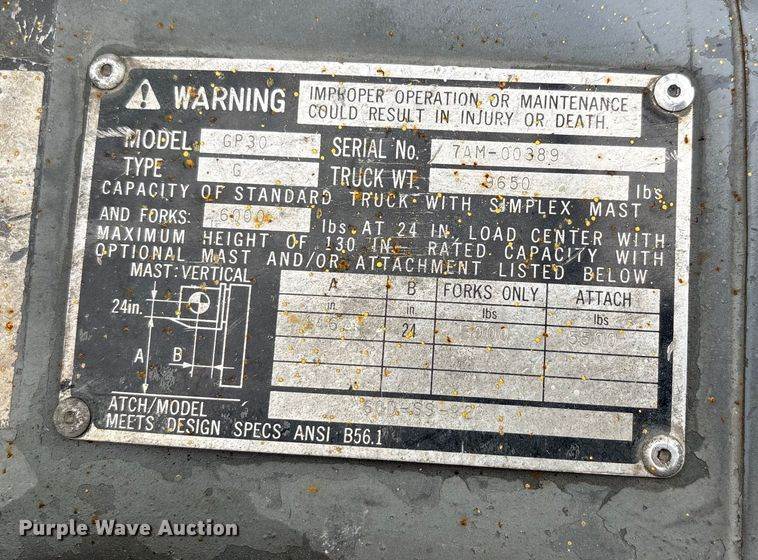 WARNING
IMPROPER OPERATION OR MAINTENANCE
COULD RESULT IN INJURY OR DEATH.
MODEL GP30 SERIAL No. 7AM-00389
TYPE G TRUCK WT. 9650 lbs.
CAPACITY OF STANDARD TRUCK WITH SIMPLEX MAST
AND FORKS: 6000 lbs. AT 24 IN. LOAD CENTER WITH
MAXIMUM HEIGHT OF 130 IN. RATED CAPACITY WITH
OPTIONAL MAST AND/OR ATTACHMENT LISTED BELOW.
MAST: VERTICAL
A B FORKS ONLY ATTACH
in. in. lbs lbs
24in.
24 5500
A B
ATCH/MODEL
MEETS DESIGN SPECS ANSI B56.1
Purple Wave Auction